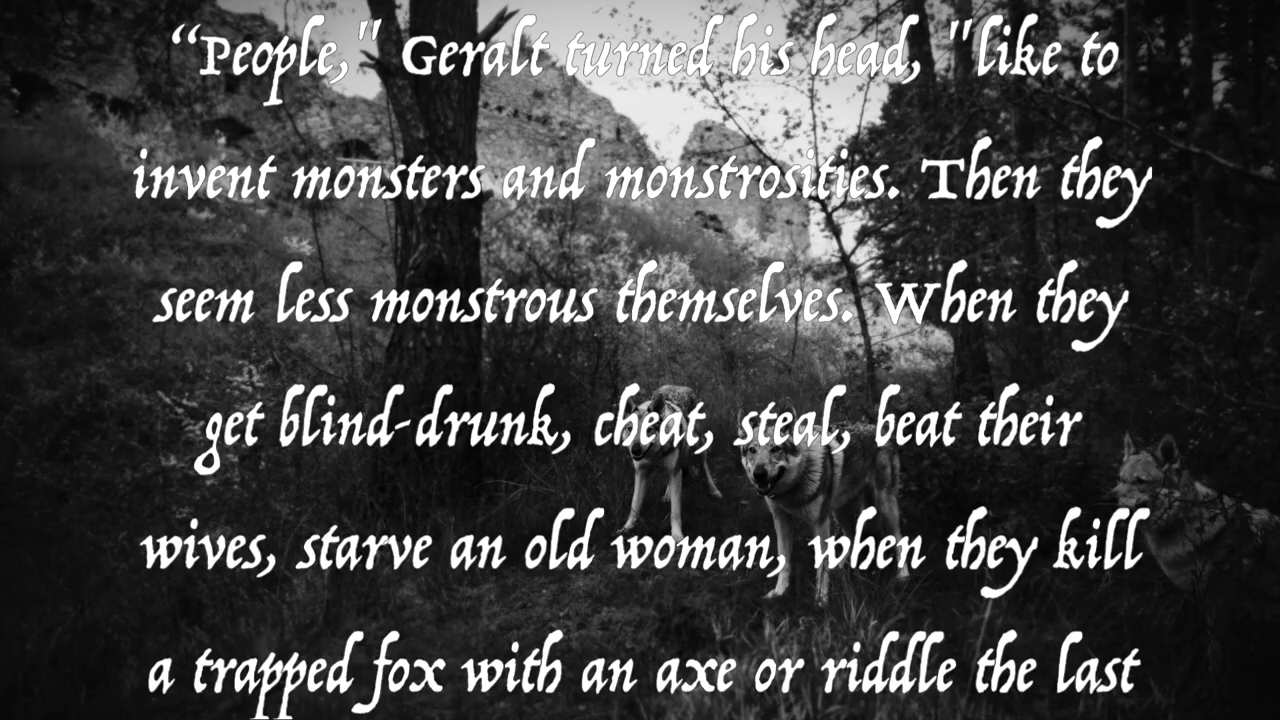 “People," Geralt turned his head, "like to
invent monsters and monstrosities. Then they
seem less monstrous themselves. When they
get blind-drunk, cheat, steal, beat their
wives, starve an old woman, when they kill
a trapped fox with an axe or riddle the last